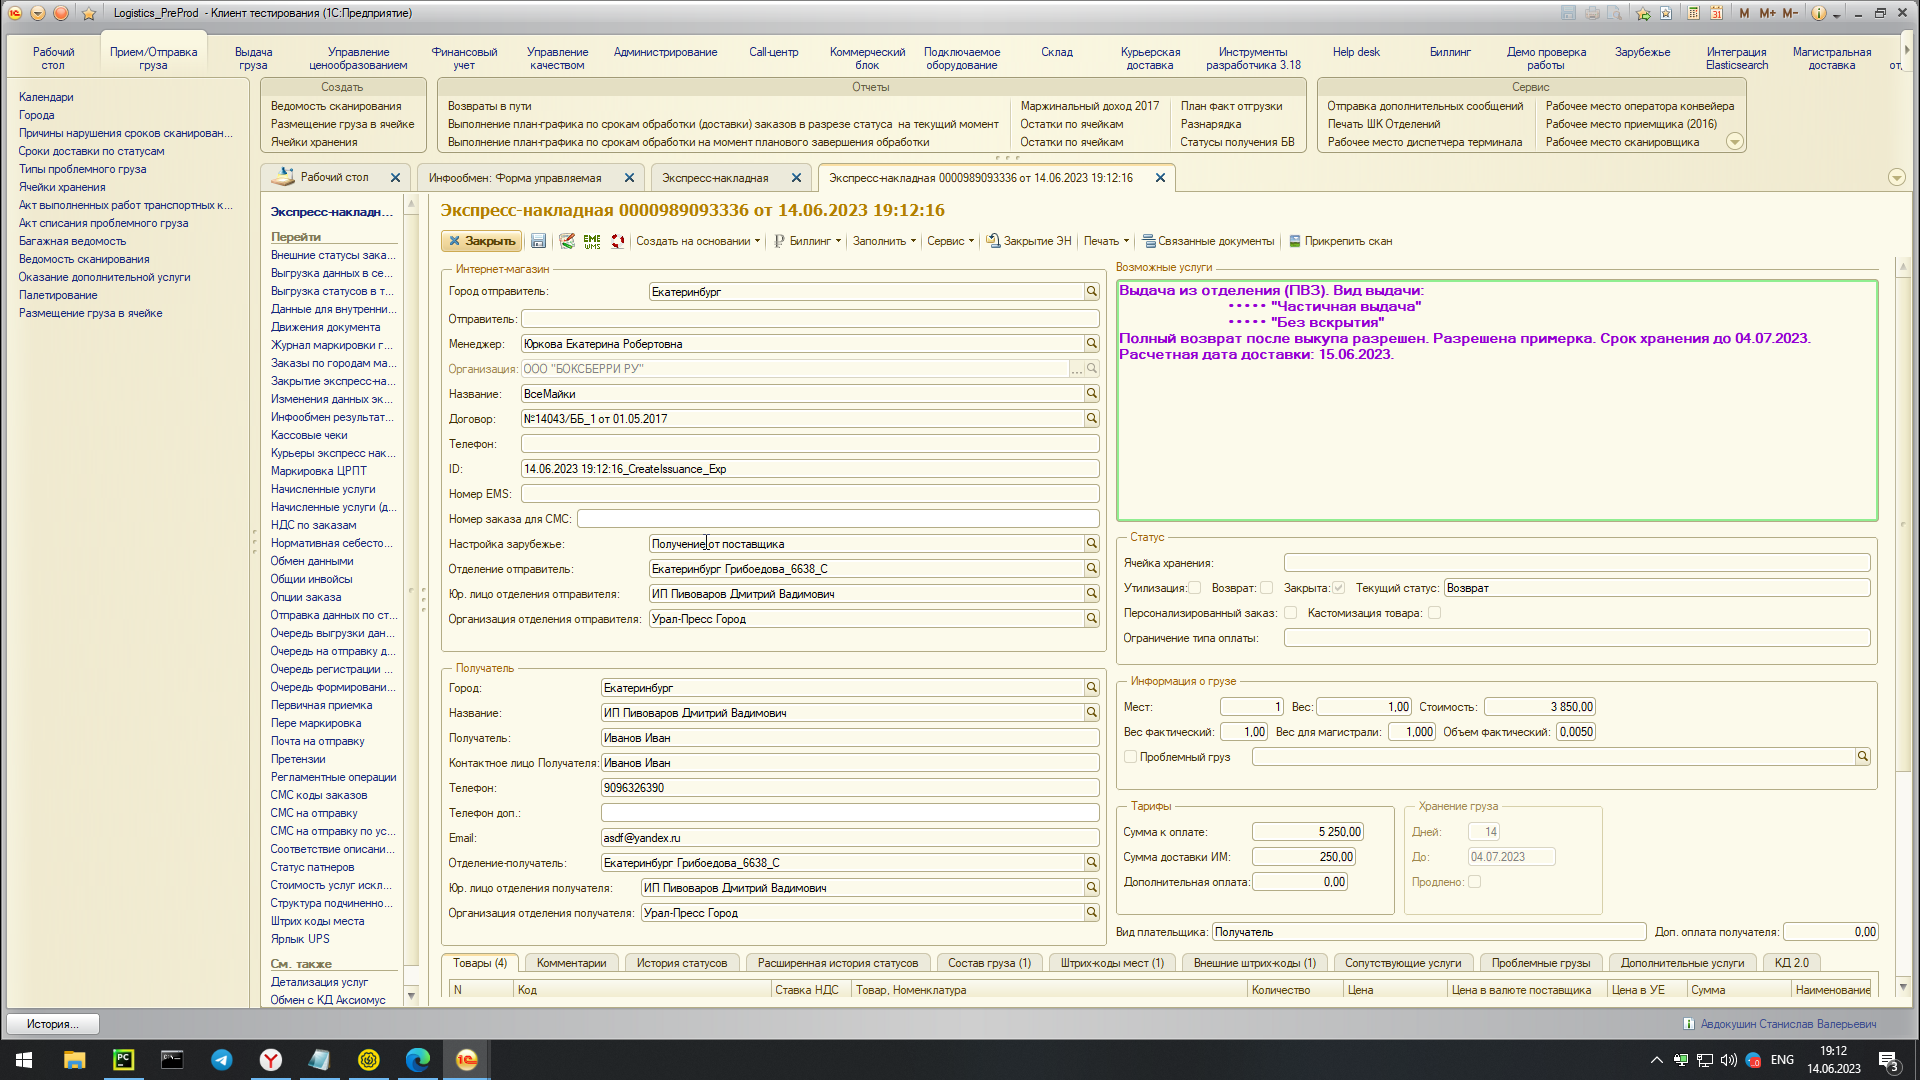 Logistics_PreProd - Клиент тестирования (1С:Предприятие)
M M+ M-
Рабочий стол
Прием/Отправка груза
Выдача груза
Управление ценообразованием
Финансовый учет
Управление качеством
Администрирование
Call-центр
Коммерческий блок
Подключаемое оборудование
Склад
Курьерская доставка
Инструменты разработчика 3.18
Help desk
Биллинг
Демо проверка работы
Зарубежье
Интеграция Elasticsearch
Магистральная доставка
Календари
Города
Причины нарушения сроков сканирован...
Сроки доставки по статусам
Типы проблемного груза
Ячейки хранения
Акт выполненных работ транспортных к...
Акт списания проблемного груза
Багажная ведомость
Ведомость сканирования
Оказание дополнительной услуги
Палетирование
Размещение груза в ячейке
Создать
Ведомость сканирования
Размещение груза в ячейке
Ячейки хранения
Отчеты
Возвраты в пути
Выполнение план-графика по срокам обработки (доставки) заказов в разрезе статуса на текущий момент
Выполнение план-графика по срокам обработки на момент планового завершения обработки
Маржинальный доход 2017
Остатки по ячейкам
Остатки по ячейкам
План факт отгрузки
Разнарядка
Статусы получения БВ
Сервис
Отправка дополнительных сообщений
Печать ШК Отделений
Рабочее место диспетчера терминала
Рабочее место оператора конвейера
Рабочее место приемщика (2016)
Рабочее место сканировщика
Рабочий стол
Инфообмен: Форма управляемая
Экспресс-накладная
Экспресс-накладная 0000989093336 от 14.06.2023 19:12:16
Экспресс-накладн...
Перейти
Внешние статусы зака...
Выгрузка данных в се...
Выгрузка статусов в т...
Данные для внутренни...
Движения документа
Журнал маркировки г...
Заказы по городам ма...
Закрытие экспресс-на...
Изменения данных эк...
Инфообмен результат...
Кассовые чеки
Курьеры экспресс нак...
Маркировка ЦРПТ
Начисленные услуги
Начисленные услуги (д...
НДС по заказам
Нормативная себесто...
Обмен данными
Общии инвойсы
Опции заказа
Отправка данных по ст...
Очередь выгрузки дан...
Очередь на отправку д...
Очередь регистрации ...
Очередь формировани...
Первичная приемка
Пере маркировка
Почта на отправку
Претензии
Регламентные операции
СМС коды заказов
СМС на отправку
СМС на отправку по ус...
Соответствие описани...
Статус патнеров
Стоимость услуг искл...
Структура подчиненно...
Штрих коды места
Ярлык UPS
См. также
Детализация услуг
Обмен с КД Аксиомус
Экспресс-накладная 0000989093336 от 14.06.2023 19:12:16
Закрыть
EME WMS
Создать на основании
Биллинг
Заполнить
Сервис
Закрытие ЭН
Печать
Связанные документы
Прикрепить скан
Интернет-магазин
Город отправитель: Екатеринбург
Отправитель:
Менеджер: Юркова Екатерина Робертовна
Организация: ООО "БОКСБЕРРИ РУ" ...
Название: ВсеМайки
Договор: №14043/ББ_1 от 01.05.2017
Телефон:
ID: 14.06.2023 19:12:16_CreateIssuance_Exp
Номер EMS:
Номер заказа для СМС:
Настройка зарубежье: Получение от поставщика
Отделение отправитель: Екатеринбург Грибоедова_6638_С
Юр. лицо отделения отправителя: ИП Пивоваров Дмитрий Вадимович
Организация отделения отправителя: Урал-Пресс Город
Получатель
Город: Екатеринбург
Название: ИП Пивоваров Дмитрий Вадимович
Получатель: Иванов Иван
Контактное лицо Получателя: Иванов Иван
Телефон: 9096326390
Телефон доп.:
Email: asdf@yandex.ru
Отделение-получатель: Екатеринбург Грибоедова_6638_С
Юр. лицо отделения получателя: ИП Пивоваров Дмитрий Вадимович
Организация отделения получателя: Урал-Пресс Город
Возможные услуги
Выдача из отделения (ПВЗ). Вид выдачи:
• • • • • "Частичная выдача"
• • • • • "Без вскрытия"
Полный возврат после выкупа разрешен. Разрешена примерка. Срок хранения до 04.07.2023.
Расчетная дата доставки: 15.06.2023.
Статус
Ячейка хранения:
Утилизация: Возврат: Закрыта: Текущий статус: Возврат
Персонализированный заказ: Кастомизация товара:
Ограничение типа оплаты:
Информация о грузе
Мест: 1 Вес: 1,00 Стоимость: 3 850,00
Вес фактический: 1,00 Вес для магистрали: 1,000 Объем фактический: 0,0050
Проблемный груз
Тарифы
Сумма к оплате: 5 250,00
Сумма доставки ИМ: 250,00
Дополнительная оплата: 0,00
Хранение груза
Дней: 14
До: 04.07.2023
Продлено:
Вид плательщика: Получатель Доп. оплата получателя: 0,00
Товары (4)
Комментарии
История статусов
Расширенная история статусов
Состав груза (1)
Штрих-коды мест (1)
Внешние штрих-коды (1)
Сопутствующие услуги
Проблемные грузы
Дополнительные услуги
КД 2.0
N Код Ставка НДС Товар, Номенклатура Количество Цена Цена в валюте поставщика Цена в УЕ Сумма Наименование
История...
Авдокушин Станислав Валерьевич
ENG
19:12
14.06.2023
3